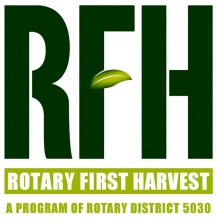 RFH
ROTARY FIRST HARVEST
A PROGRAM OF ROTARY DISTRICT 5030